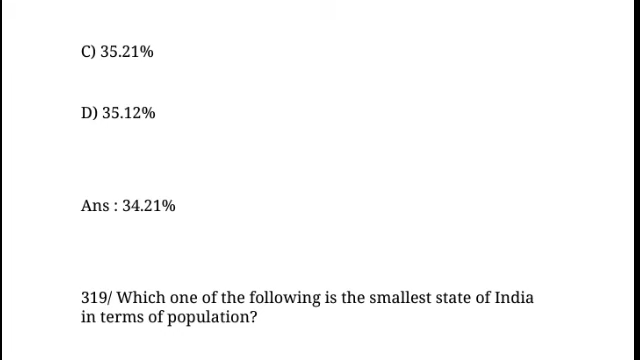 C) 35.21%
D) 35.12%
Ans : 34.21%
319/ Which one of the following is the smallest state of India
in terms of population?